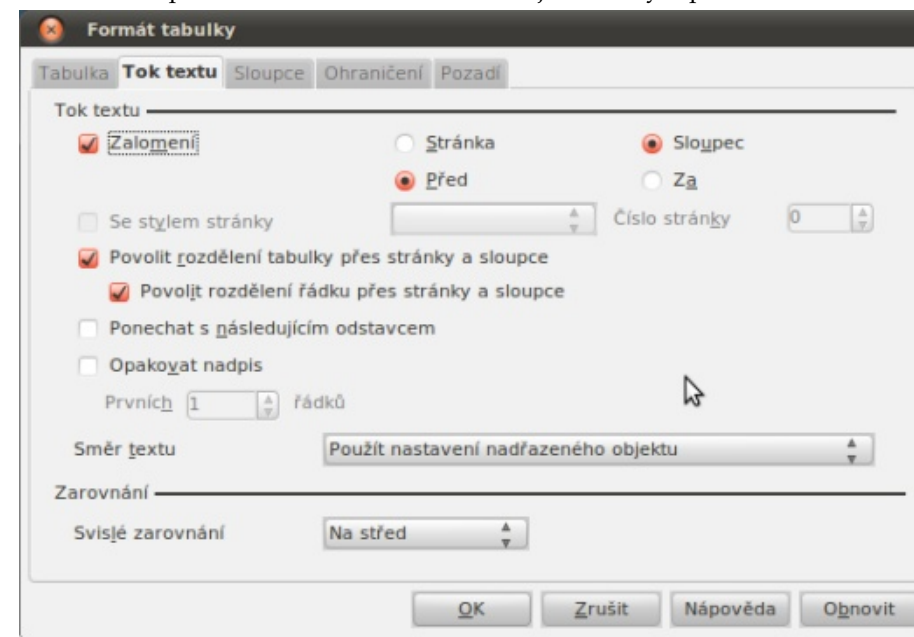 Formát tabulky
Tabulka Tok textu Sloupce Ohraničení Pozadí
Tok textu
Zalomení Stránka Sloupec
Před Za
Se stylem stránky Číslo stránky 0
Povolit rozdělení tabulky přes stránky a sloupce
Povolit rozdělení řádku přes stránky a sloupce
Ponechat s následujícím odstavcem
Opakovat nadpis
Prvních 1 řádků
Směr textu Použít nastavení nadřazeného objektu
Zarovnání
Svislé zarovnání Na střed
OK Zrušit Nápověda Obnovit